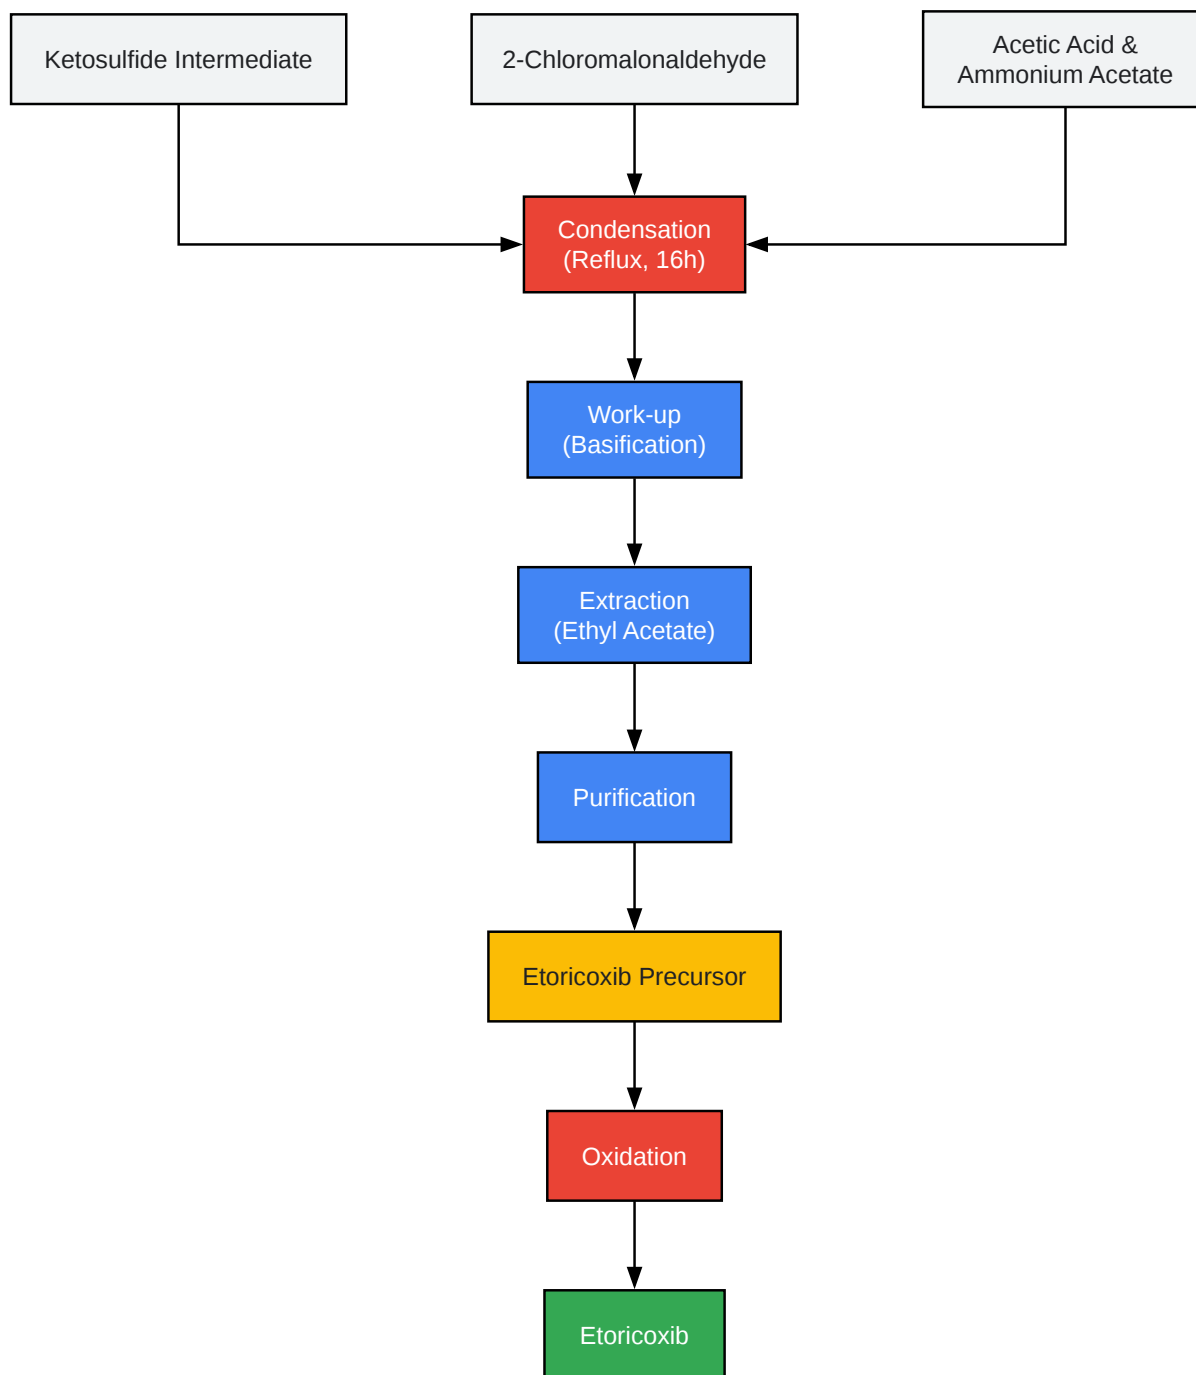 Ketosulfide Intermediate
2-Chloromalonaldehyde
Acetic Acid &
Ammonium Acetate
Condensation
(Reflux, 16h)
Work-up
(Basification)
Extraction
(Ethyl Acetate)
Purification
Etoricoxib Precursor
Oxidation
Etoricoxib